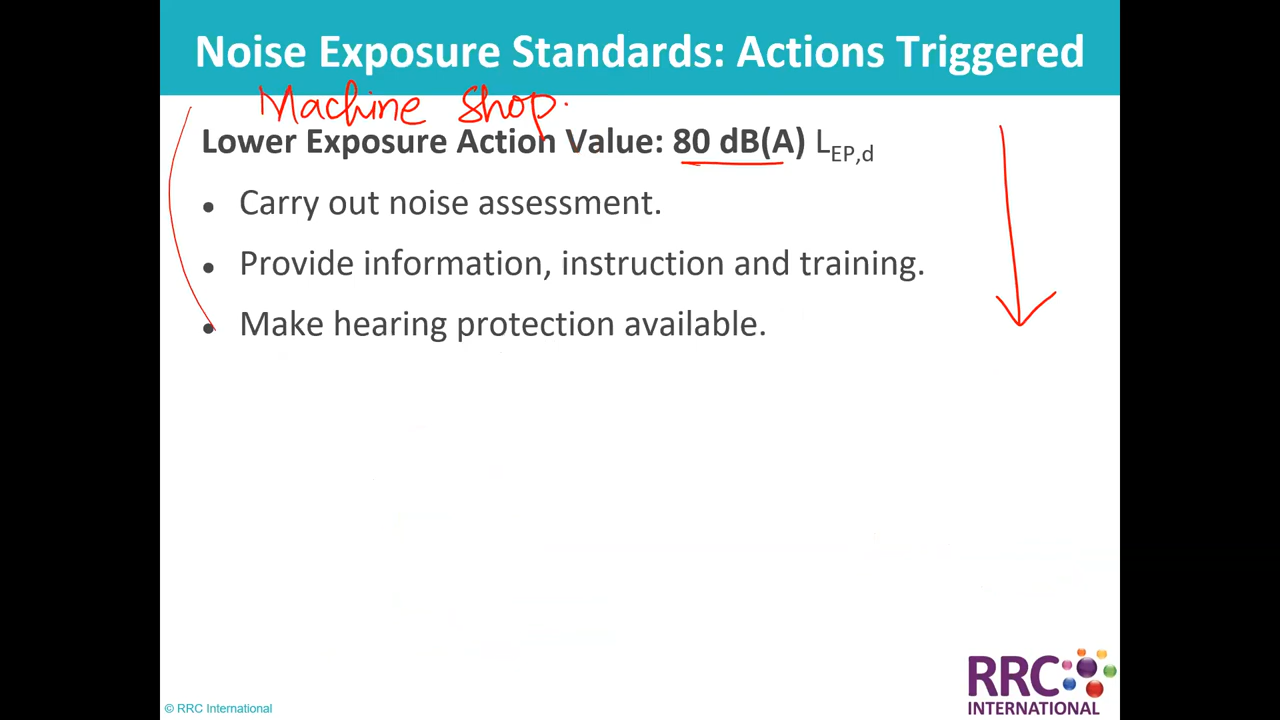 Noise Exposure Standards: Actions Triggered
Machine Shop.
Lower Exposure Action Value: 80 dB(A) LEP,d
• Carry out noise assessment.
• Provide information, instruction and training.
• Make hearing protection available.
RRC
INTERNATIONAL
© RRC International